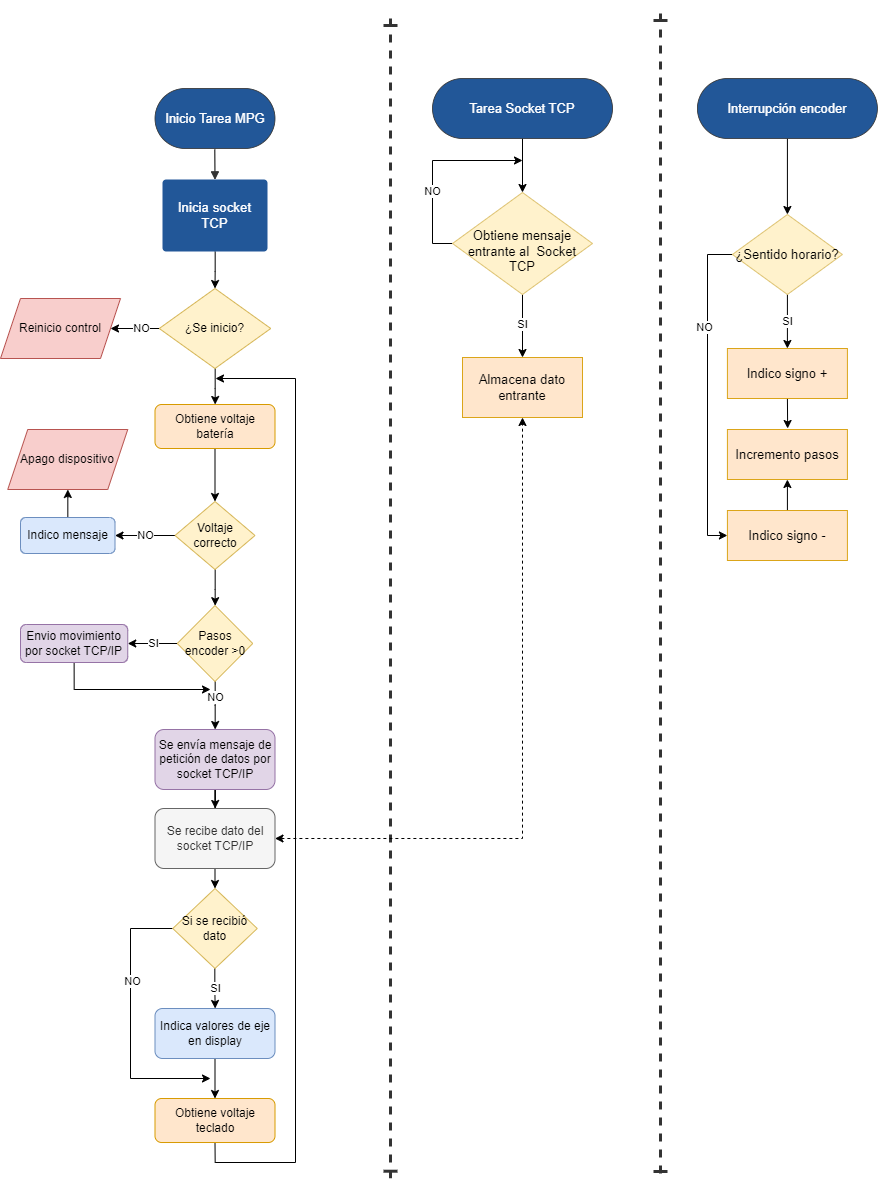 Inicio Tarea MPG
Inicia socket
TCP
¿Se inicio?
NO
Reinicio control
Obtiene voltaje
batería
Voltaje
correcto
NO
Indico mensaje
Apago dispositivo
Pasos
encoder >0
SI
Envio movimiento
por socket TCP/IP
NO
Se envía mensaje de
petición de datos por
socket TCP/IP
Se recibe dato del
socket TCP/IP
Si se recibió
dato
NO
SI
Indica valores de eje
en display
Obtiene voltaje
teclado
Tarea Socket TCP
NO
Obtiene mensaje
entrante al Socket
TCP
SI
Almacena dato
entrante
Interrupción encoder
¿Sentido horario?
NO
SI
Indico signo +
Incremento pasos
Indico signo -